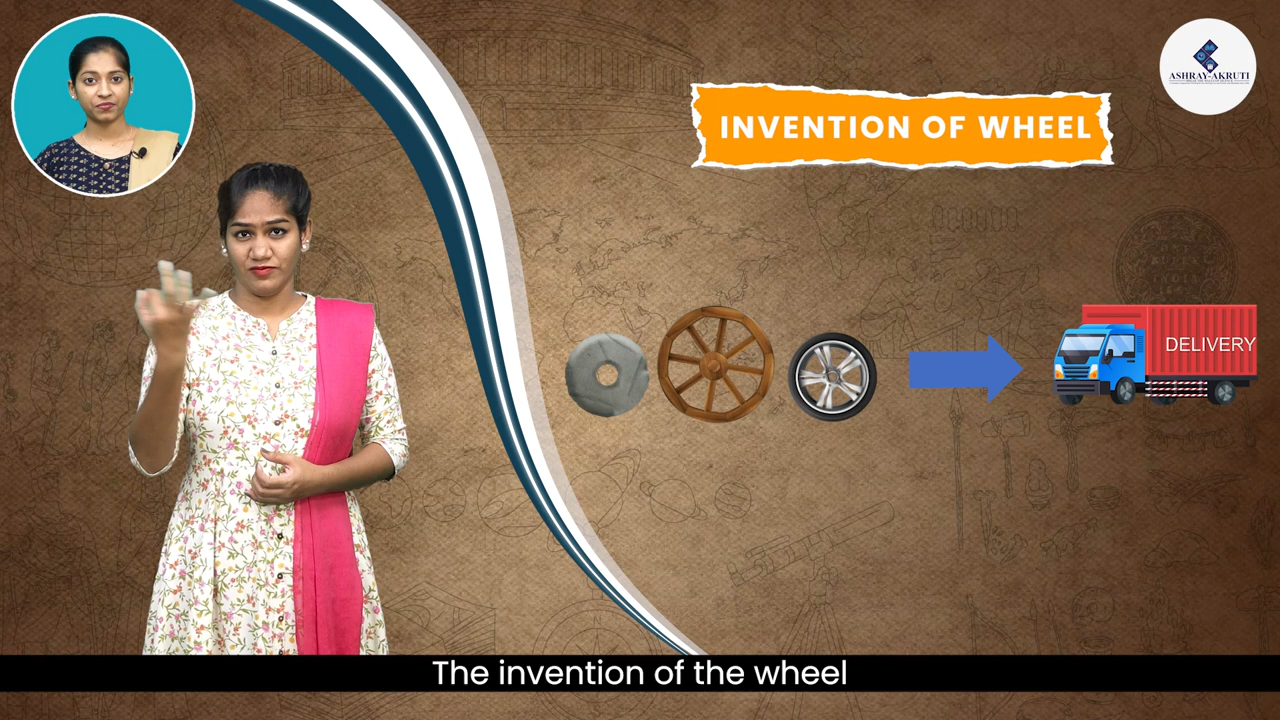 ASHRAY-AKRUTI
INVENTION OF WHEEL
DELIVERY
The invention of the wheel